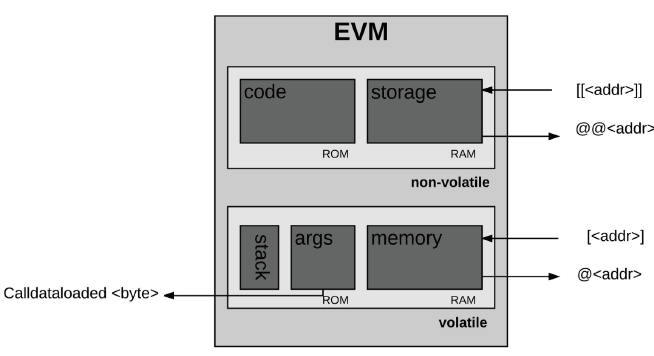 EVM
code
storage
[[<addr>]]
@@<addr>
ROM
RAM
non-volatile
stack
args
memory
[<addr>]
@<addr>
Calldataloaded <byte>
ROM
RAM
volatile